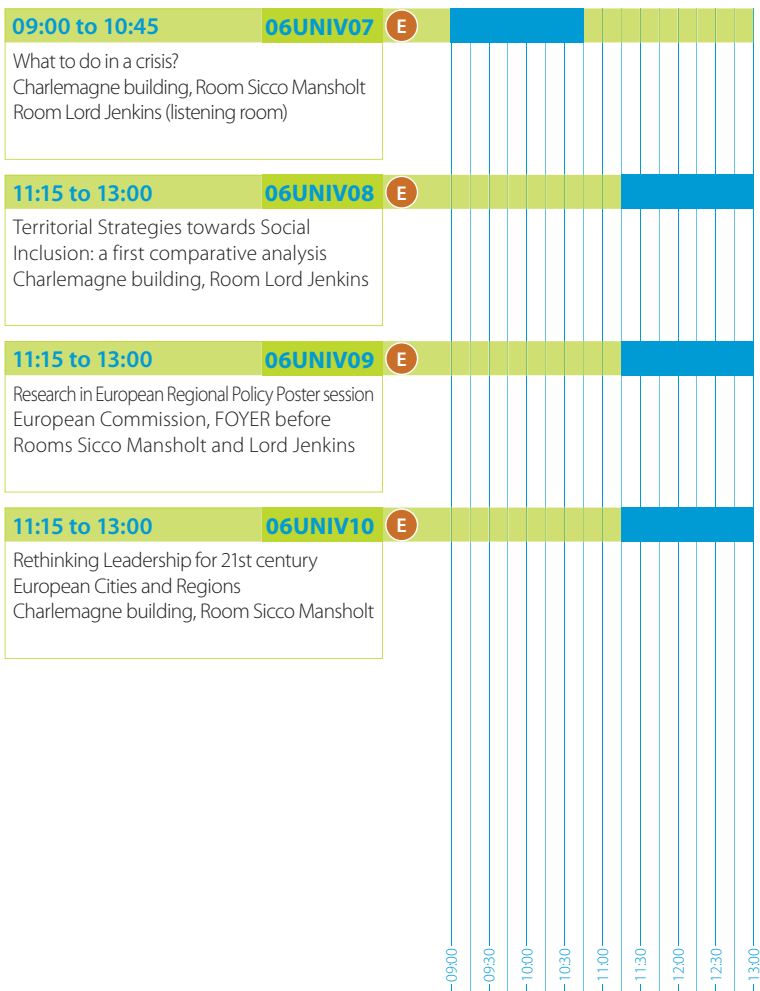 09:00 to 10:45 06UNIV07 E
What to do in a crisis?
Charlemagne building, Room Sicco Mansholt
Room Lord Jenkins (listening room)
11:15 to 13:00 06UNIV08 E
Territorial Strategies towards Social
Inclusion: a first comparative analysis
Charlemagne building, Room Lord Jenkins
11:15 to 13:00 06UNIV09 E
Research in European Regional Policy Poster session
European Commission, FOYER before
Rooms Sicco Mansholt and Lord Jenkins
11:15 to 13:00 06UNIV10 E
Rethinking Leadership for 21st century
European Cities and Regions
Charlemagne building, Room Sicco Mansholt
09:00
09:30
10:00
10:30
11:00
11:30
12:00
12:30
13:00